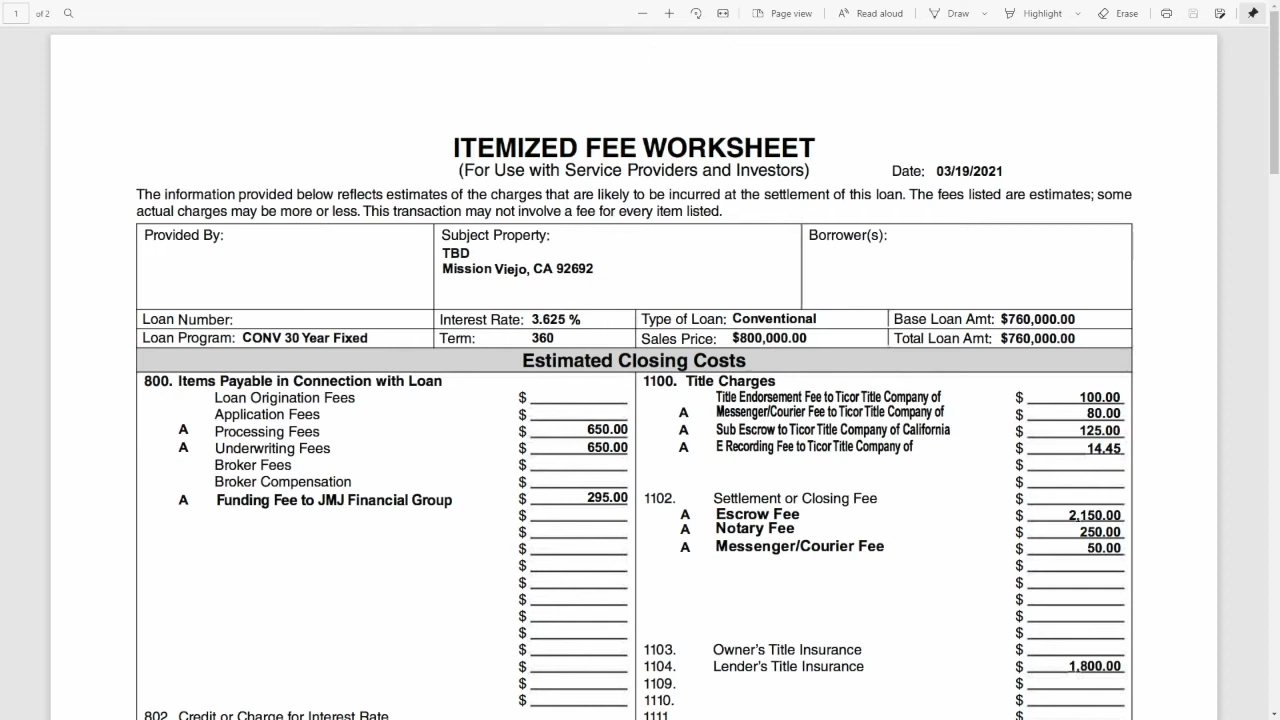 1 of 2 Page view Read aloud Draw Highlight Erase
ITEMIZED FEE WORKSHEET
(For Use with Service Providers and Investors)
Date: 03/19/2021
The information provided below reflects estimates of the charges that are likely to be incurred at the settlement of this loan. The fees listed are estimates; some
actual charges may be more or less. This transaction may not involve a fee for every item listed.
Provided By:
Subject Property:
TBD
Mission Viejo, CA 92692
Borrower(s):
Loan Number:
Interest Rate: 3.625 %
Type of Loan: Conventional
Base Loan Amt: $760,000.00
Loan Program: CONV 30 Year Fixed
Term: 360
Sales Price: $800,000.00
Total Loan Amt: $760,000.00
Estimated Closing Costs
800. Items Payable in Connection with Loan
Loan Origination Fees $
Application Fees $
A Processing Fees $ 650.00
A Underwriting Fees $ 650.00
Broker Fees $
Broker Compensation $
A Funding Fee to JMJ Financial Group $ 295.00
$
$
$
$
$
$
$
$
$
$
$
$
802. Credit or Charge for Interest Rate
1100. Title Charges
Title Endorsement Fee to Ticor Title Company of $ 100.00
A Messenger/Courier Fee to Ticor Title Company of $ 80.00
A Sub Escrow to Ticor Title Company of California $ 125.00
A E Recording Fee to Ticor Title Company of $ 14.45
$
$
1102. Settlement or Closing Fee $
A Escrow Fee $ 2,150.00
A Notary Fee $ 250.00
A Messenger/Courier Fee $ 50.00
$
$
$
$
$
1103. Owner's Title Insurance $
1104. Lender's Title Insurance $ 1,800.00
1109. $
1110. $
1111.